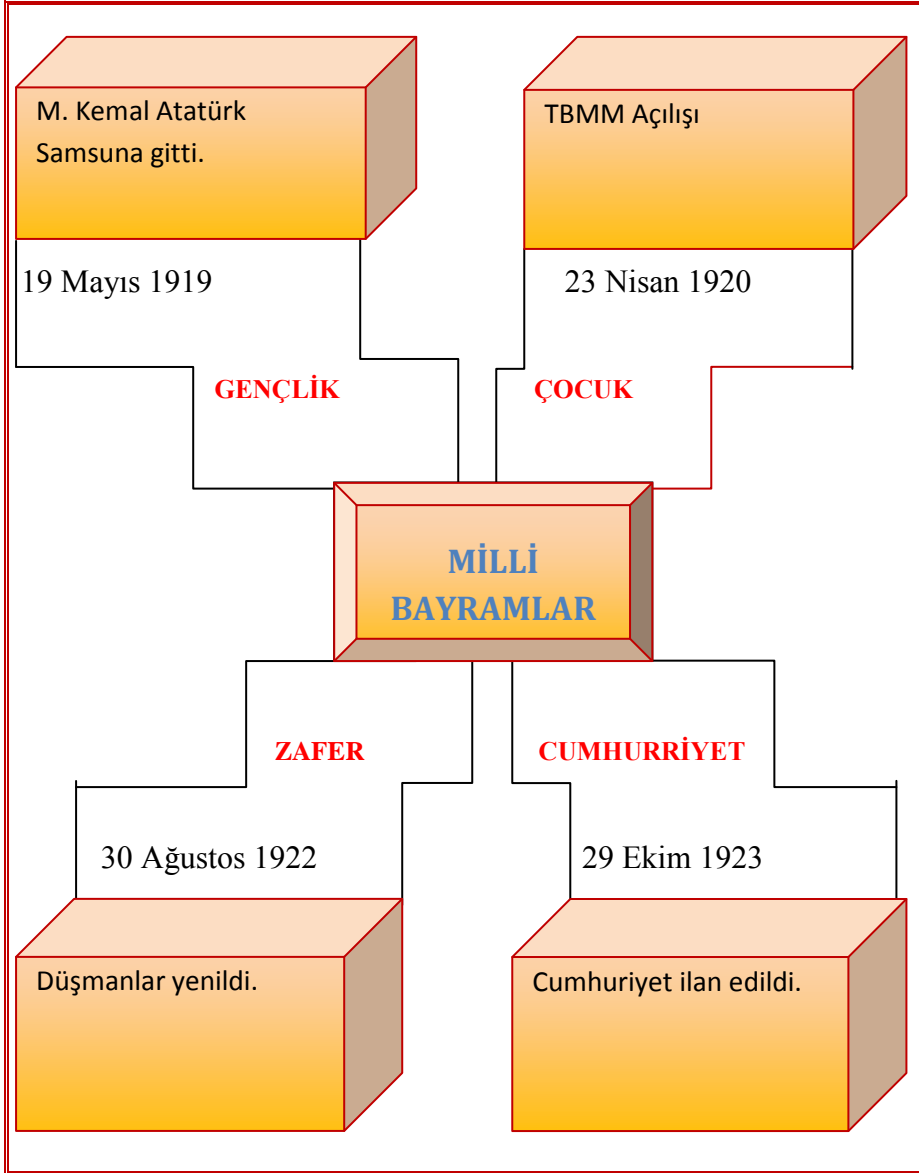 M. Kemal Atatürk
Samsuna gitti.
TBMM Açılışı
19 Mayıs 1919
23 Nisan 1920
GENÇLİK
ÇOCUK
MİLLİ
BAYRAMLAR
ZAFER
CUMHURRİYET
30 Ağustos 1922
29 Ekim 1923
Düşmanlar yenildi.
Cumhuriyet ilan edildi.